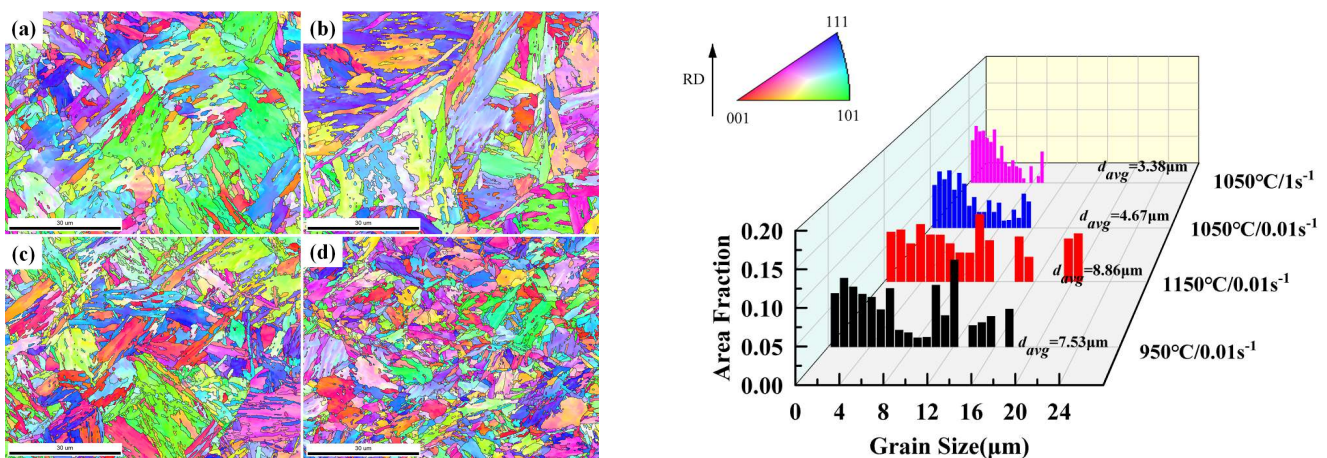 (a)
30 um
(b)
30 um
(c)
30 um
(d)
30 um
RD
111
001
101
d_avg=3.38μm
d_avg=4.67μm
d_avg=8.86μm
d_avg=7.53μm
1050°C/1s⁻¹
1050°C/0.01s⁻¹
1150°C/0.01s⁻¹
950°C/0.01s⁻¹
Area Fraction
0.20
0.15
0.10
0.05
0.00
0 4 8 12 16 20 24
Grain Size(μm)